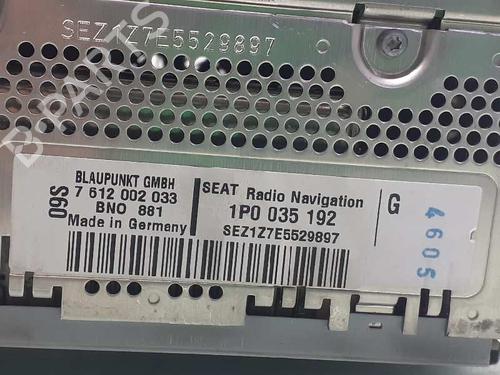 SEZ1Z7E5529897
B-PARTS
09S
BLAUPUNKT GMBH
7 612 002 033
BNO 881
Made in Germany
SEAT Radio Navigation
1P0 035 192
SEZ1Z7E5529897
G
4605